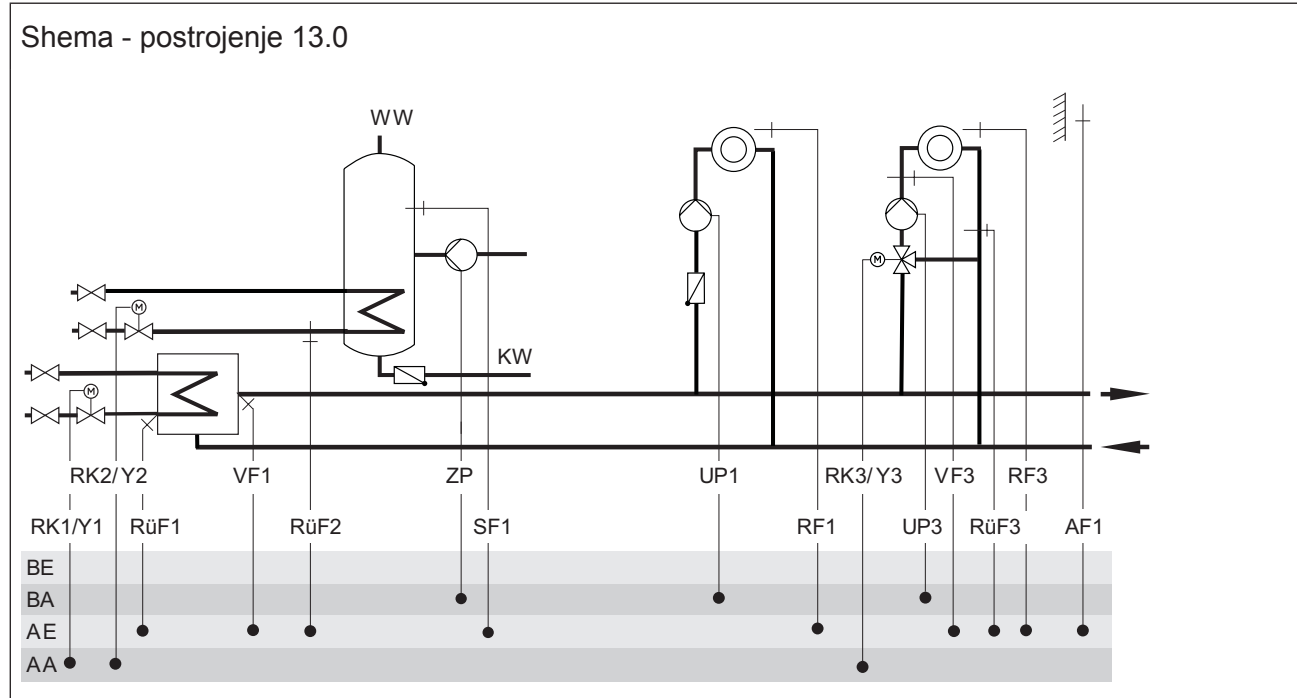 Shema - postrojenje 13.0
WW
M
M
KW
M
RK2/Y2 VF1 ZP UP1 RK3/Y3 VF3 RF3
RK1/Y1 RüF1 RüF2 SF1 RF1 UP3 RüF3 AF1
BE
BA
AE
AA